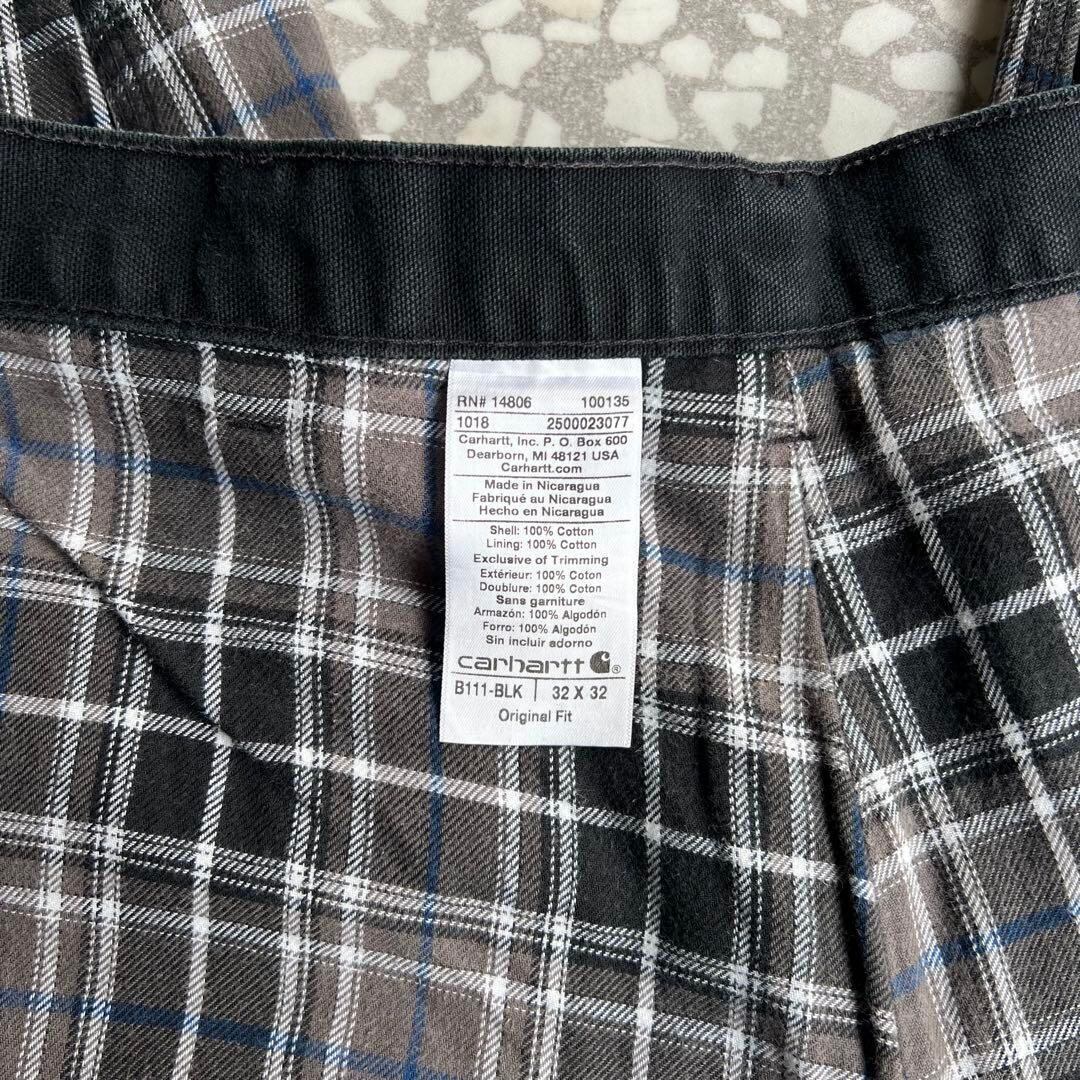 RN# 14806 100135
1018 2500023077
Carhartt, Inc. P. O. Box 600
Dearborn, MI 48121 USA
Carhartt.com
Made in Nicaragua
Fabriqué au Nicaragua
Hecho en Nicaragua
Shell: 100% Cotton
Lining: 100% Cotton
Exclusive of Trimming
Extérieur: 100% Coton
Doublure: 100% Coton
Sans garniture
Armazón: 100% Algodón
Forro: 100% Algodón
Sin incluir adorno
carhartt ®
B111-BLK | 32 X 32
Original Fit